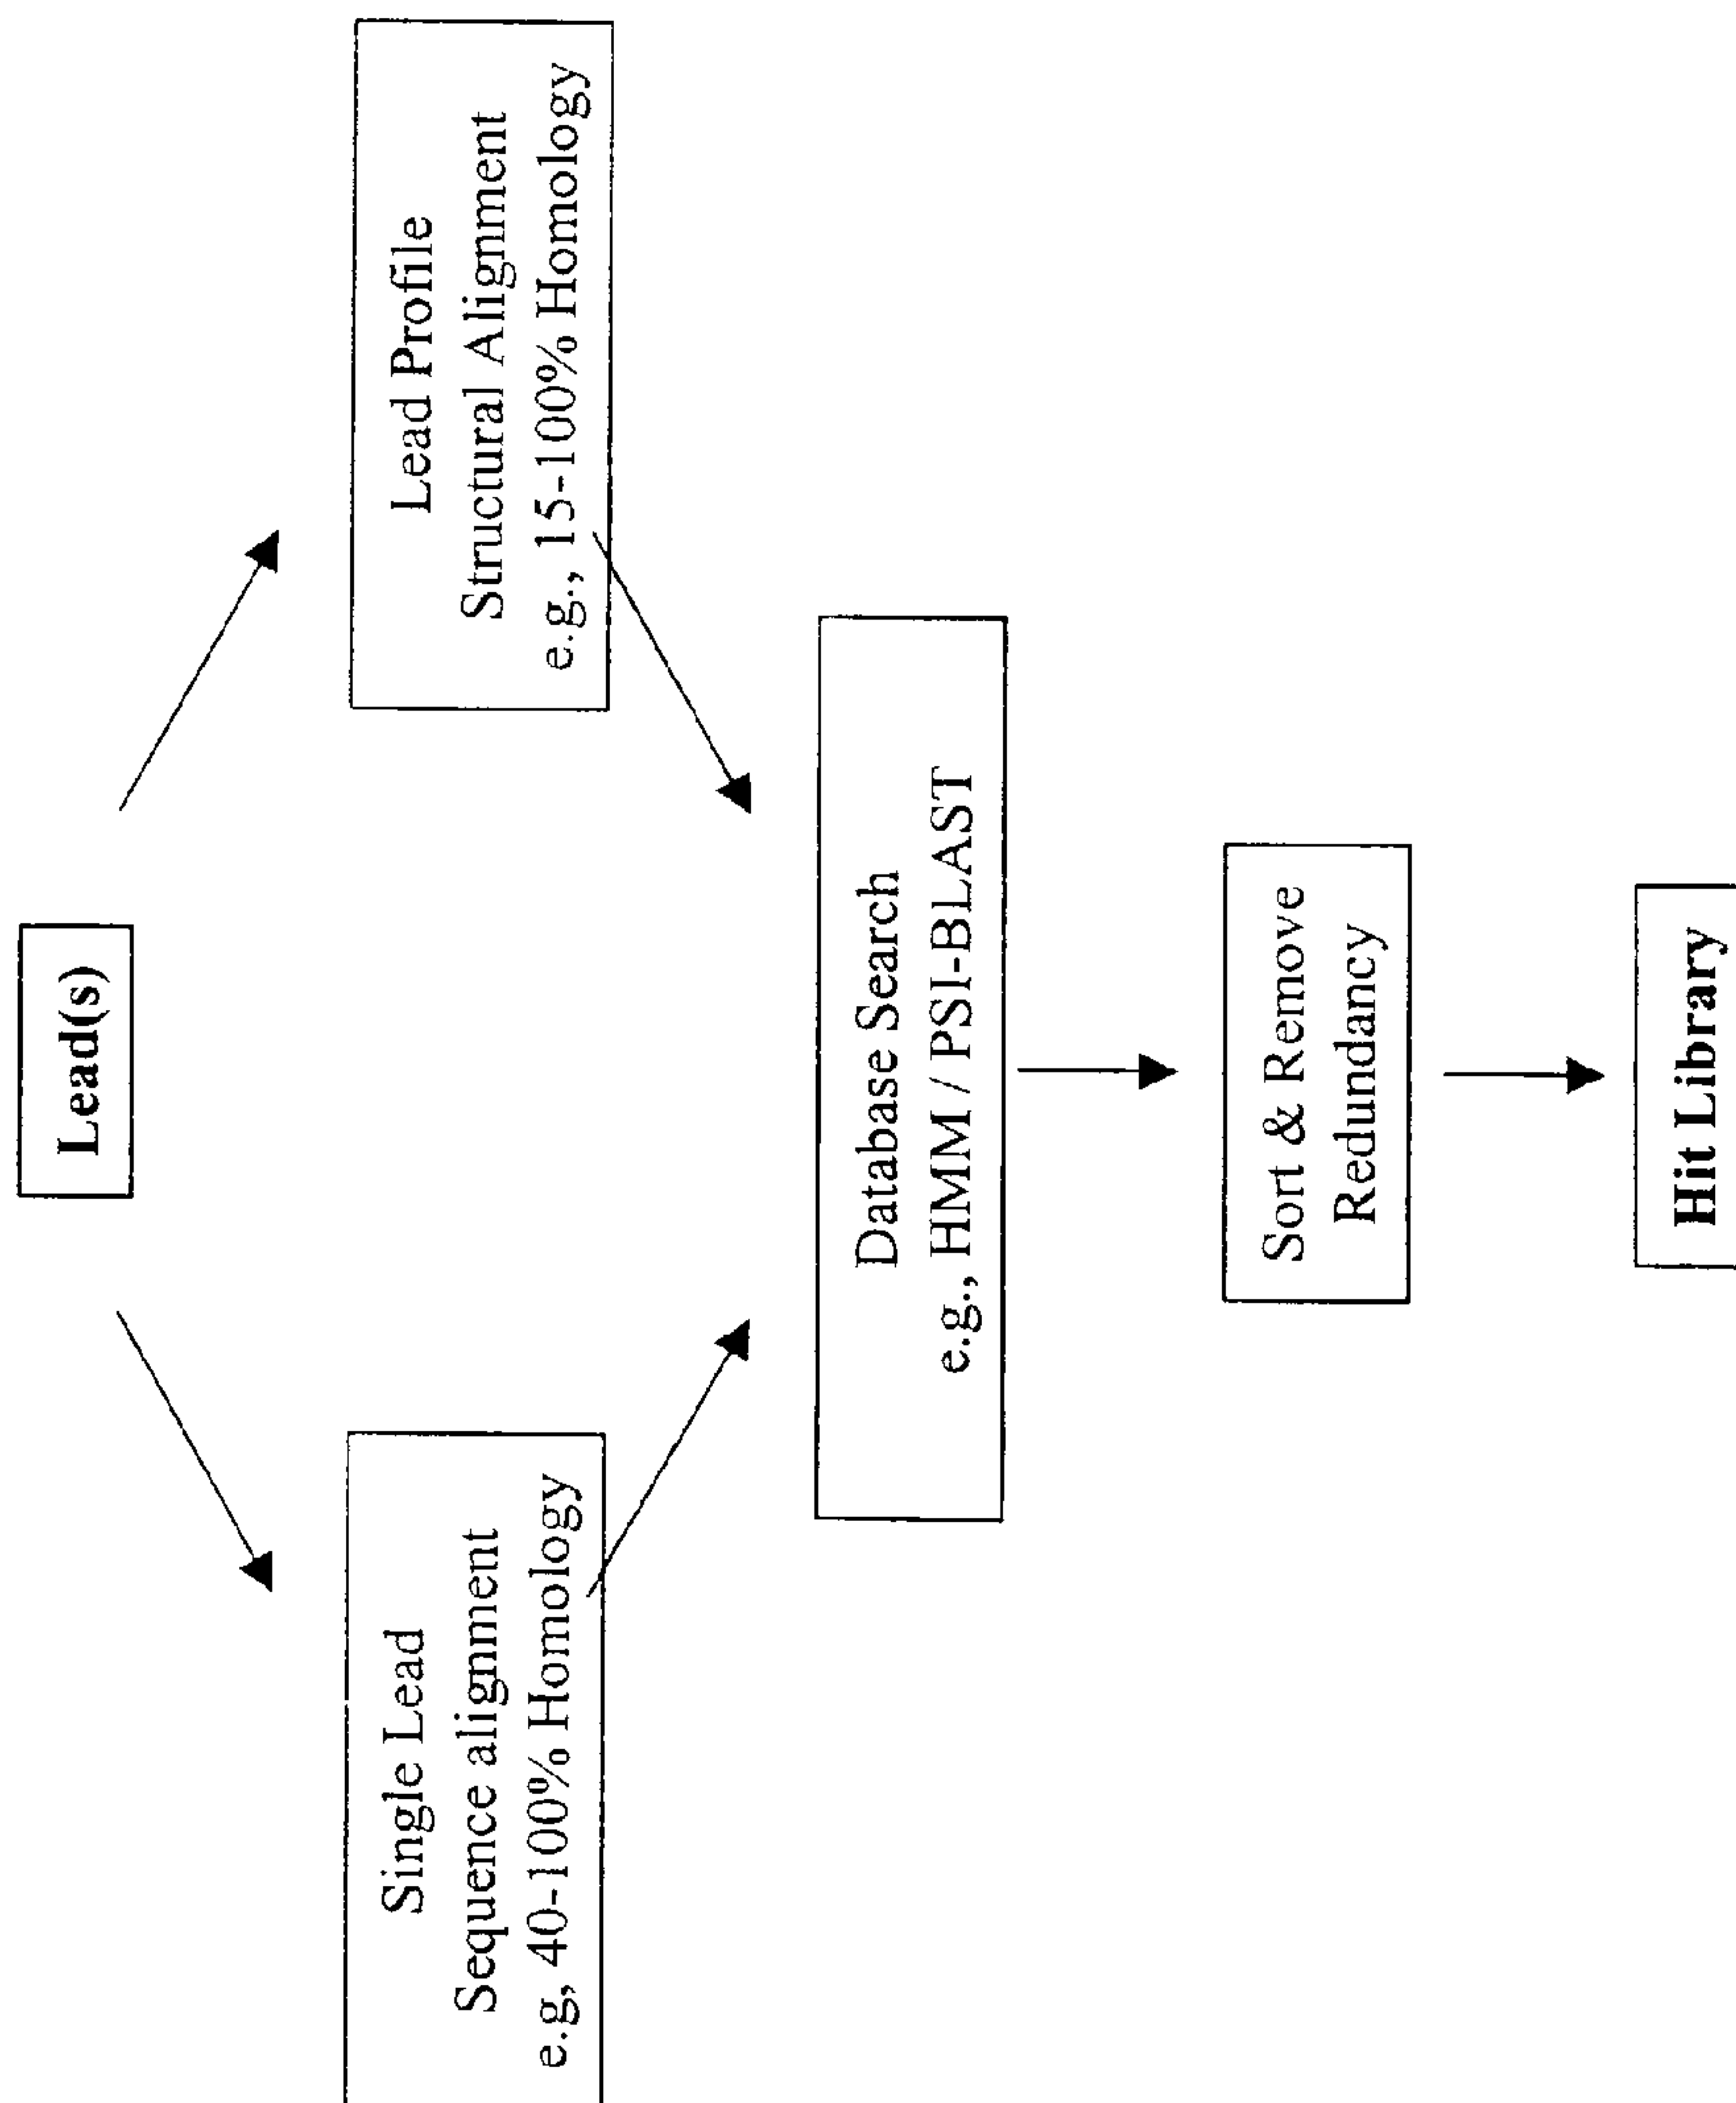 Lead(s)
Single Lead
Sequence alignment
e.g, 40-100% Homology
Lead Profile
Structural Alignment
e.g., 15-100% Homology
Database Search
e.g., HMM / PSI-BLAST
Sort & Remove
Redundancy
Hit Library